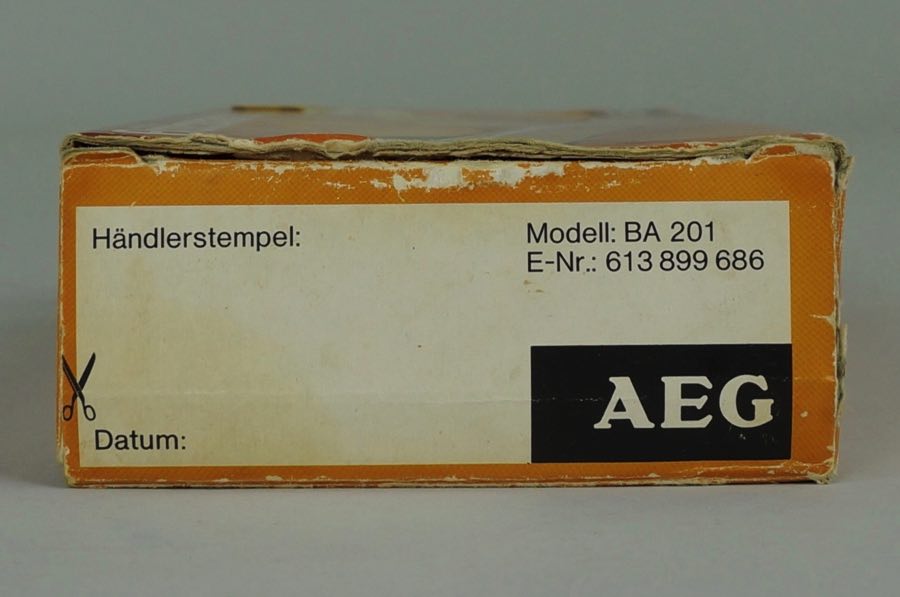 Händlerstempel:
Modell: BA 201
E-Nr.: 613 899 686
AEG
Datum: